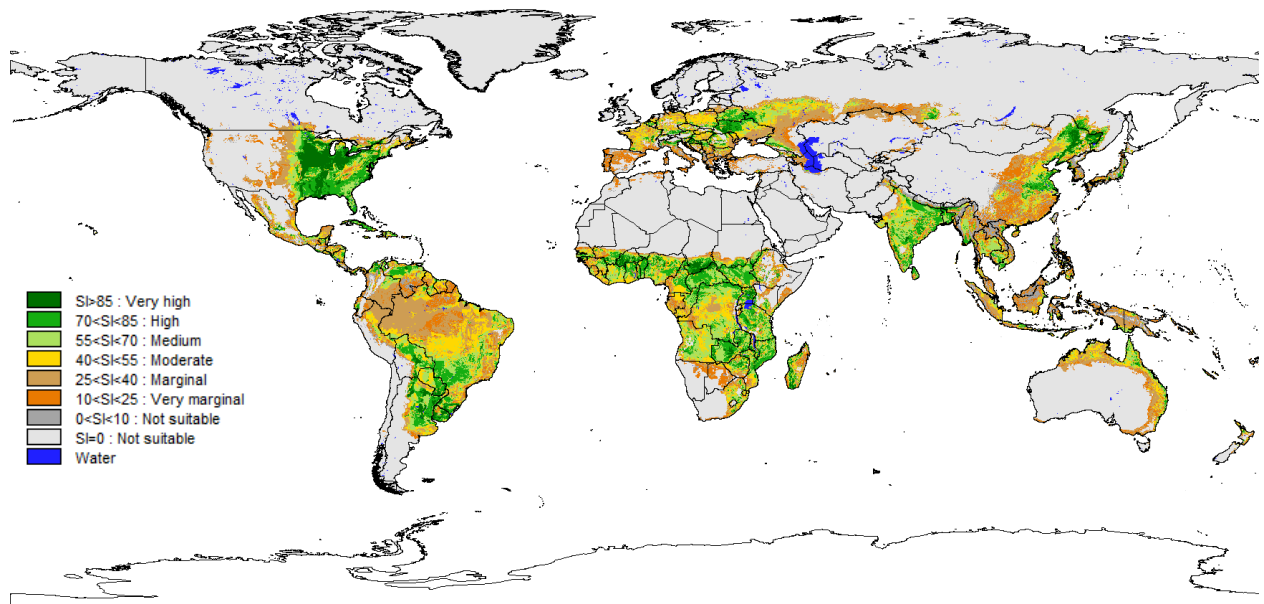 SI>85 : Very high
70<SI<85 : High
55<SI<70 : Medium
40<SI<55 : Moderate
25<SI<40 : Marginal
10<SI<25 : Very marginal
0<SI<10 : Not suitable
SI=0 : Not suitable
Water